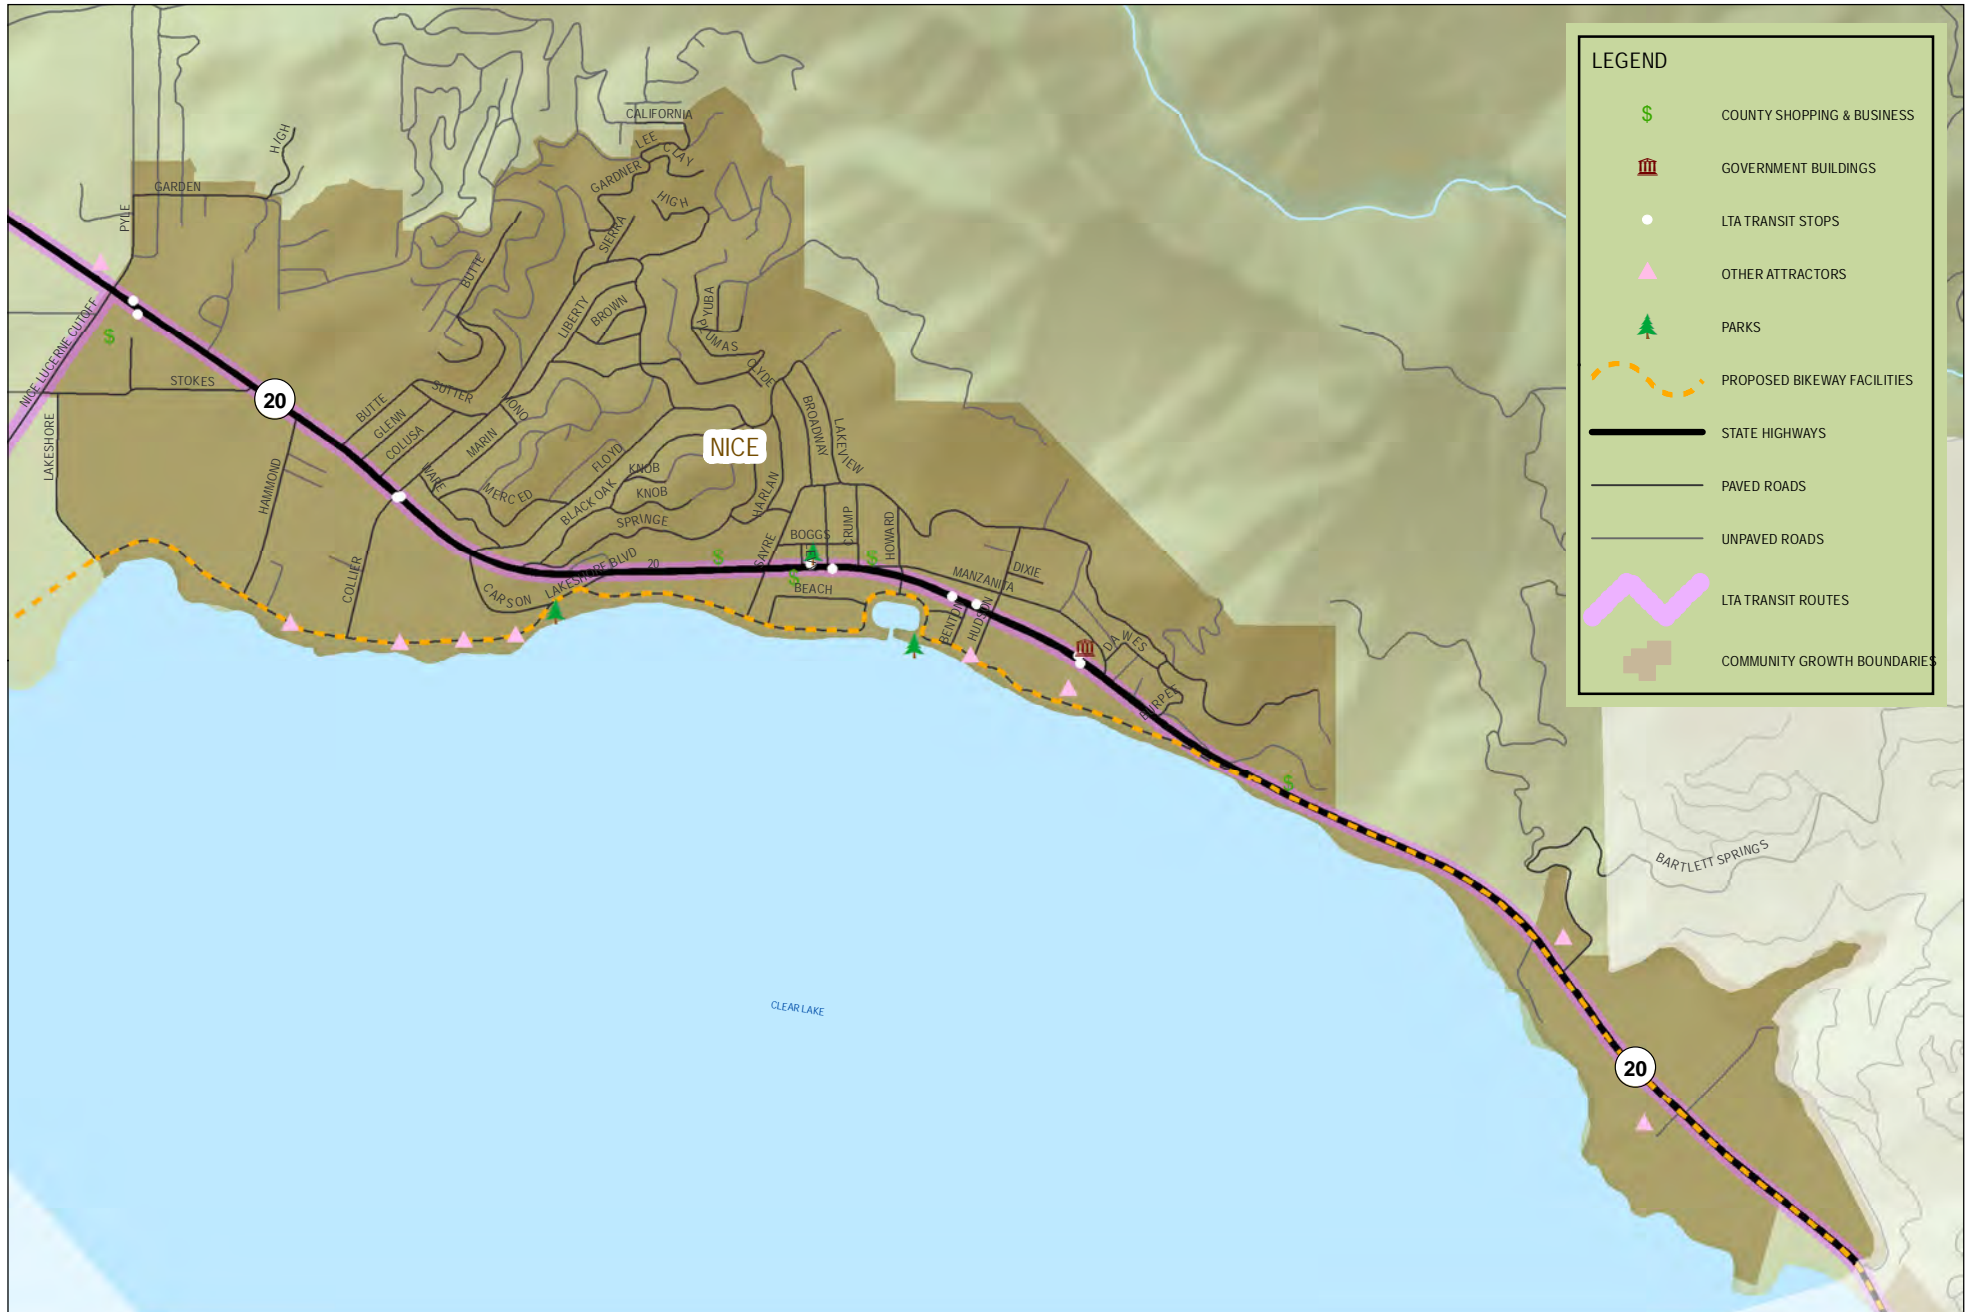 LEGEND
$ COUNTY SHOPPING & BUSINESS
GOVERNMENT BUILDINGS
LTA TRANSIT STOPS
OTHER ATTRACTORS
PARKS
PROPOSED BIKEWAY FACILITIES
STATE HIGHWAYS
PAVED ROADS
UNPAVED ROADS
LTA TRANSIT ROUTES
COMMUNITY GROWTH BOUNDARIES
CALIFORNIA
HIGH
LEE
CLAY
GARDNER
GARDEN
HIGH
PYLE
SIERRA
BUTTE
YUBA
LIBERTY
BROWN
NICE LUCERNE CUTOFF
$
PLUMAS
CLYDE
STOKES
20
SUTTER
BUTTE
MONO
GLENN
COLUSA
MARIN
BROADWAY
LAKEVIEW
LAKESHORE
NICE
FLOYD
KNOB
WARE
HAMMOND
MERCED
KNOB
BLACK OAK
HARLAN
SPRINGE
CRUMP
HOWARD
BOGGS
SAYRE
$
$
LAKESHORE BLVD
20
$
COLLIER
CARSON
BEACH
MANZANITA
DIXIE
BENTON
HUDSON
DAWES
BURPEE
$
BARTLETT SPRINGS
CLEAR LAKE
20